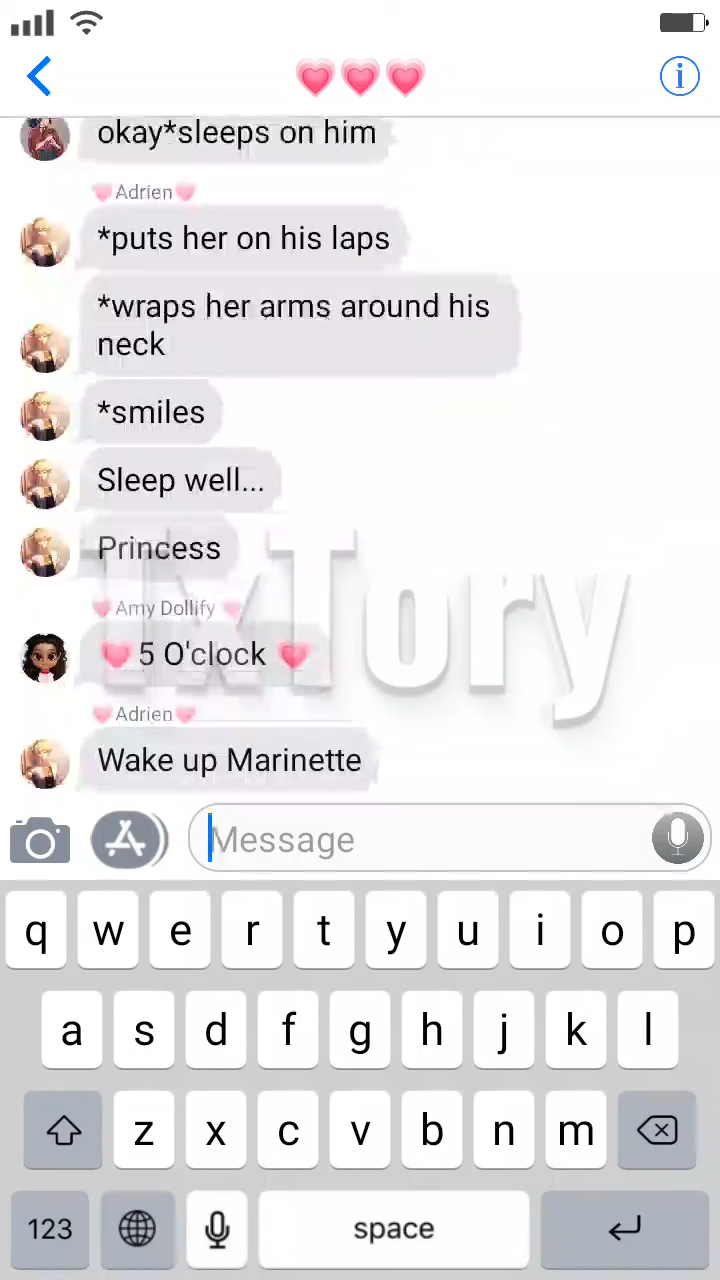 💗💗💗
okay*sleeps on him
💗Adrien💗
*puts her on his laps
*wraps her arms around his
neck
*smiles
Sleep well...
Princess
💗Amy Dollify 💗
💗 5 O'clock 💗
💗Adrien💗
Wake up Marinette
TxTory
Message
q w e r t y u i o p
a s d f g h j k l
z x c v b n m
123 space